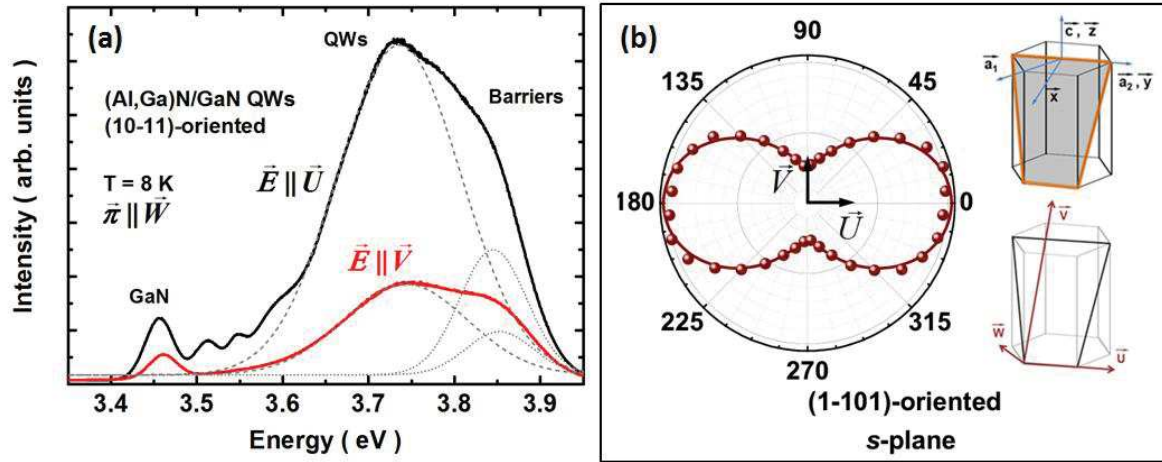 (a)
QWs
(Al,Ga)N/GaN QWs
(10-11)-oriented
Barriers
T = 8 K
π⃗ ∥ W⃗
E⃗ ∥ U⃗
E⃗ ∥ V⃗
GaN
Intensity ( arb. units)
3.4 3.5 3.6 3.7 3.8 3.9
Energy ( eV )
(b)
90
135 45
180 0
225 315
270
V⃗
U⃗
(1-101)-oriented
s-plane
c⃗, z⃗
a⃗₁
a⃗₂, y⃗
x⃗
V⃗
W⃗
U⃗